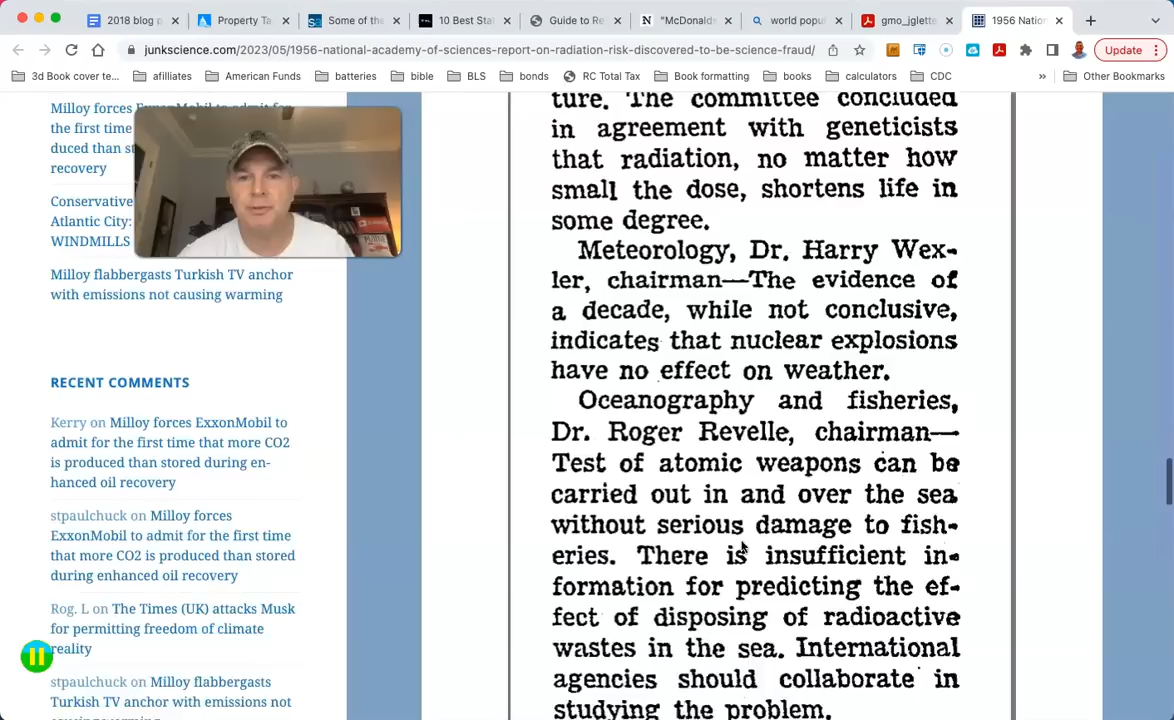 2018 blog p
Property Ta
Some of the
10 Best Sta
Guide to Re
"McDonald
world popu
gmo_jglette
1956 Nation
junkscience.com/2023/05/1956-national-academy-of-sciences-report-on-radiation-risk-discovered-to-be-science-fraud/
Update
3d Book cover te...
afilliates
American Funds
batteries
bible
BLS
bonds
RC Total Tax
Book formatting
books
calculators
CDC
»
Other Bookmarks
Milloy forces ExxonMobil to admit for
the first time
duced than st
recovery
Conservative
Atlantic City:
WINDMILLS
Milloy flabbergasts Turkish TV anchor
with emissions not causing warming
RECENT COMMENTS
Kerry on Milloy forces ExxonMobil to
admit for the first time that more CO2
is produced than stored during en-
hanced oil recovery
stpaulchuck on Milloy forces
ExxonMobil to admit for the first time
that more CO2 is produced than stored
during enhanced oil recovery
Rog. L on The Times (UK) attacks Musk
for permitting freedom of climate
reality
stpaulchuck on Milloy flabbergasts
Turkish TV anchor with emissions not
ture. The committee concluded
in agreement with geneticists
that radiation, no matter how
small the dose, shortens life in
some degree.
Meteorology, Dr. Harry Wex-
ler, chairman—The evidence of
a decade, while not conclusive,
indicates that nuclear explosions
have no effect on weather.
Oceanography and fisheries,
Dr. Roger Revelle, chairman—
Test of atomic weapons can be
carried out in and over the sea
without serious damage to fish-
eries. There is insufficient in-
formation for predicting the ef-
fect of disposing of radioactive
wastes in the sea. International
agencies should collaborate in
studying the problem.